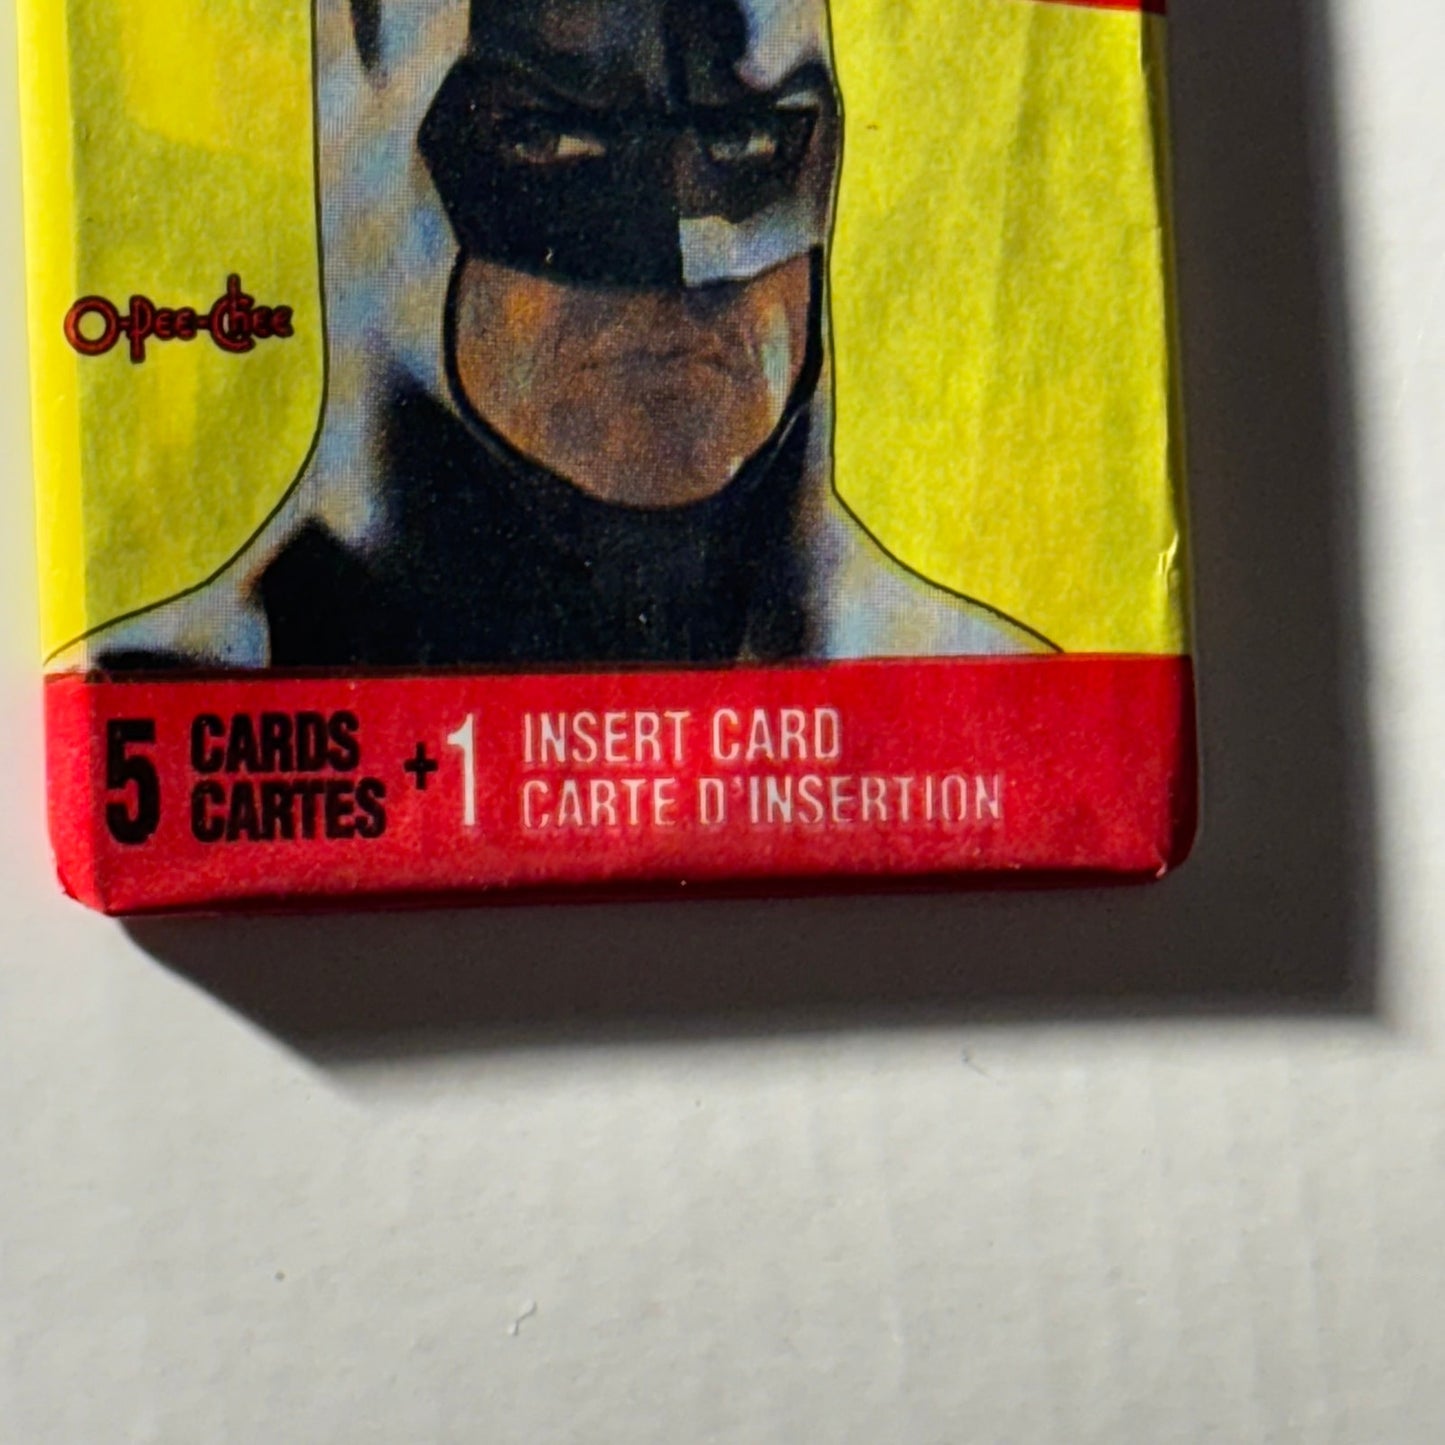 O-Pee-Chee
5 CARDS + 1 INSERT CARD
CARTES CARTE D'INSERTION